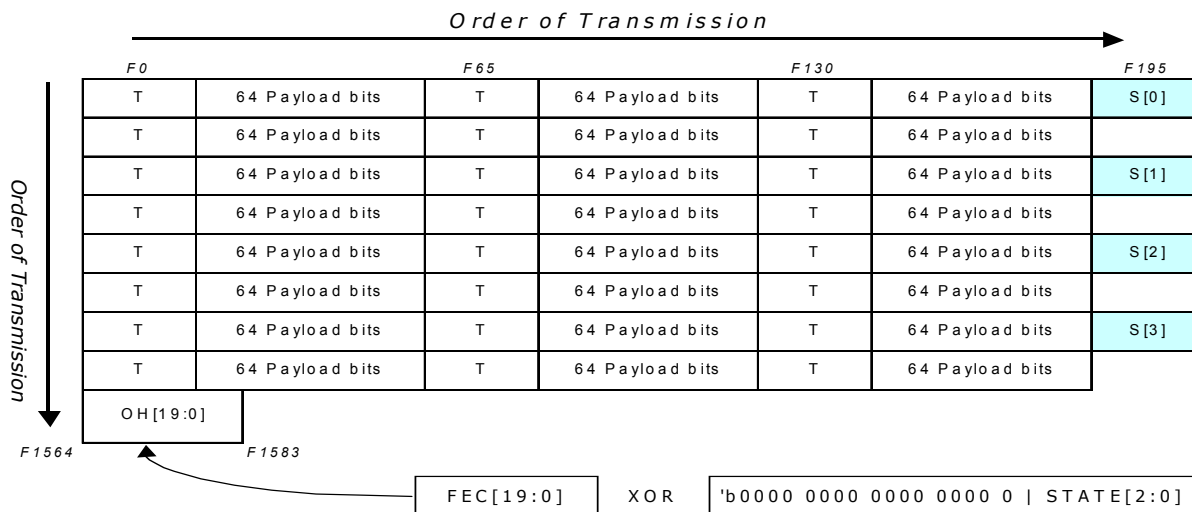 Order of Transmission
F0 F65 F130 F195
T 64 Payload bits T 64 Payload bits T 64 Payload bits S[0]
T 64 Payload bits T 64 Payload bits T 64 Payload bits
T 64 Payload bits T 64 Payload bits T 64 Payload bits S[1]
T 64 Payload bits T 64 Payload bits T 64 Payload bits
T 64 Payload bits T 64 Payload bits T 64 Payload bits S[2]
T 64 Payload bits T 64 Payload bits T 64 Payload bits
T 64 Payload bits T 64 Payload bits T 64 Payload bits S[3]
T 64 Payload bits T 64 Payload bits T 64 Payload bits
Order of Transmission
OH[19:0]
F1564 F1583
FEC[19:0] XOR 'b0000 0000 0000 0000 0 | STATE[2:0]